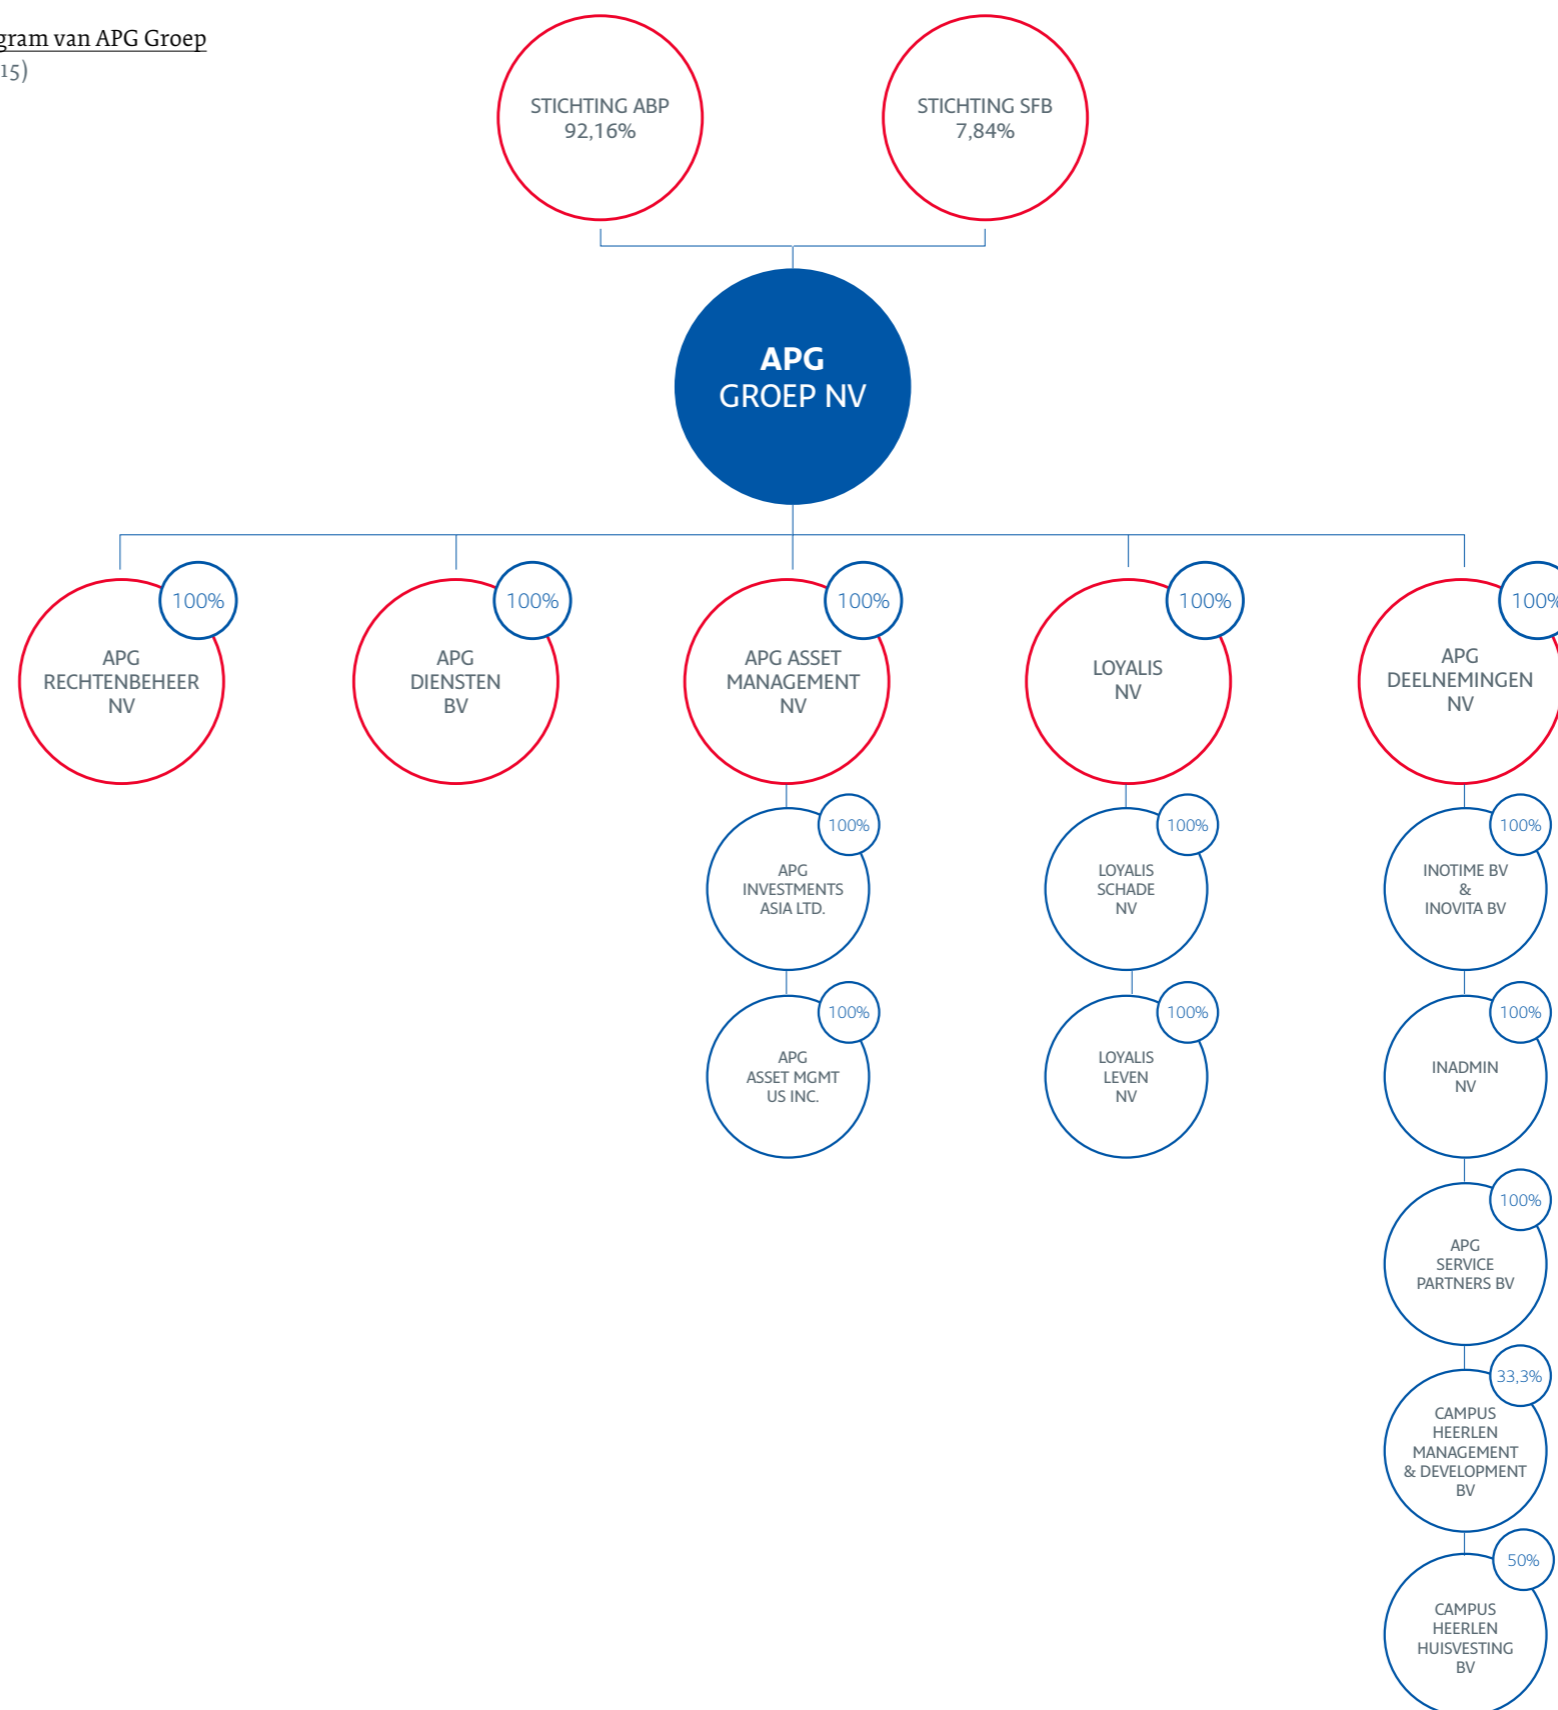 gram van APG Groep
15)
STICHTING ABP
92,16%
STICHTING SFB
7,84%
APG
GROEP NV
100%
APG
RECHTENBEHEER
NV
100%
APG
DIENSTEN
BV
100%
APG ASSET
MANAGEMENT
NV
100%
LOYALIS
NV
100%
APG
DEELNEMINGEN
NV
100%
APG
INVESTMENTS
ASIA LTD.
100%
APG
ASSET MGMT
US INC.
100%
LOYALIS
SCHADE
NV
100%
LOYALIS
LEVEN
NV
100%
INOTIME BV
&
INOVITA BV
100%
INADMIN
NV
100%
APG
SERVICE
PARTNERS BV
33,3%
CAMPUS
HEERLEN
MANAGEMENT
& DEVELOPMENT
BV
50%
CAMPUS
HEERLEN
HUISVESTING
BV